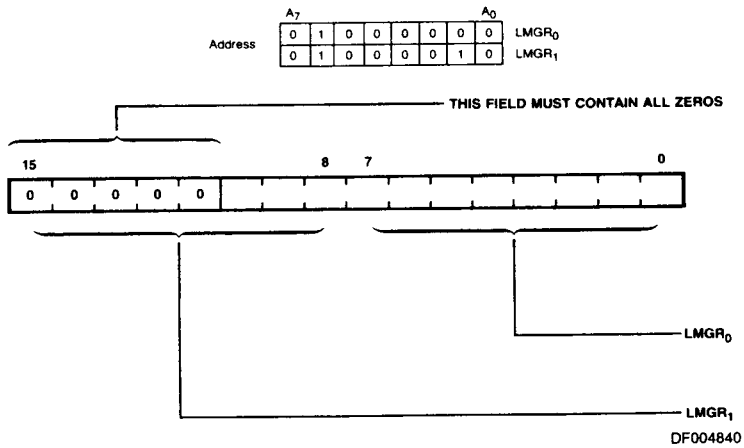 A7 A0
Address 0 1 0 0 0 0 0 0 LMGR0
0 1 0 0 0 0 1 0 LMGR1
THIS FIELD MUST CONTAIN ALL ZEROS
15 8 7 0
0 0 0 0 0
LMGR0
LMGR1
DF004840